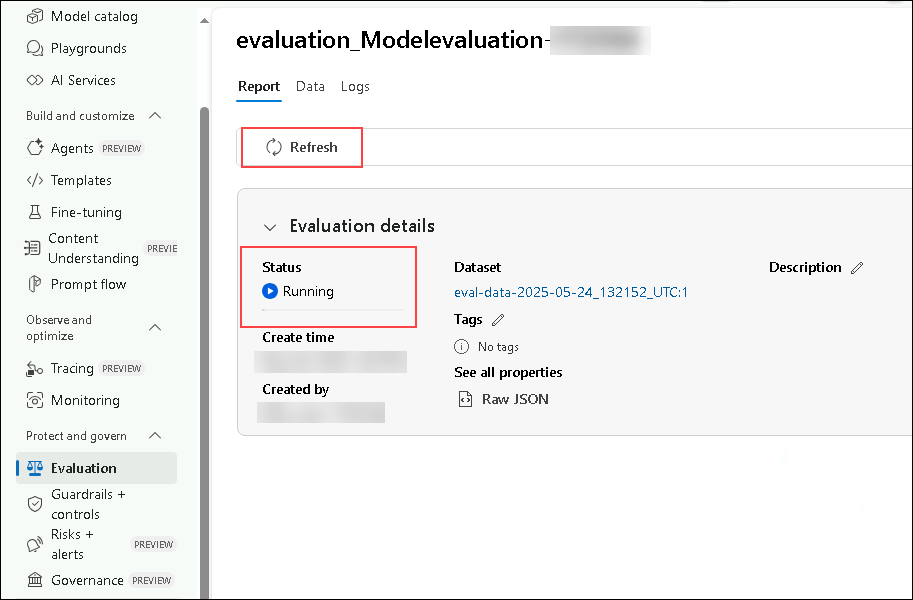 Model catalog
Playgrounds
AI Services
Build and customize
Agents PREVIEW
Templates
Fine-tuning
Content
Understanding
PREVIE
Prompt flow
Observe and
optimize
Tracing PREVIEW
Monitoring
Protect and govern
Evaluation
Guardrails +
controls
Risks +
alerts
PREVIEW
Governance PREVIEW
evaluation_Modelevaluation-
Report Data Logs
Refresh
Evaluation details
Status
Running
Create time
Created by
Dataset
eval-data-2025-05-24_132152_UTC:1
Tags
No tags
See all properties
Raw JSON
Description